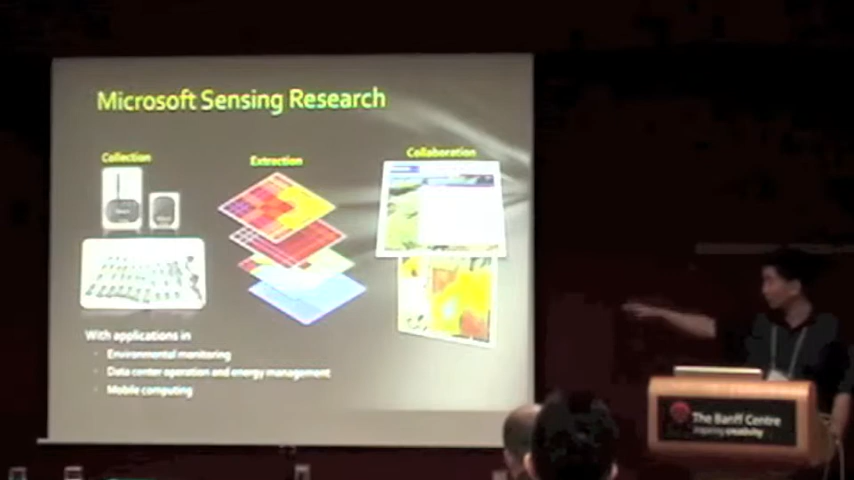 Microsoft Sensing Research
Collection
Extraction
Collaboration
With applications in
Environmental monitoring
Data center operation and energy management
Mobile computing
The Banff Centre
inspiring creativity